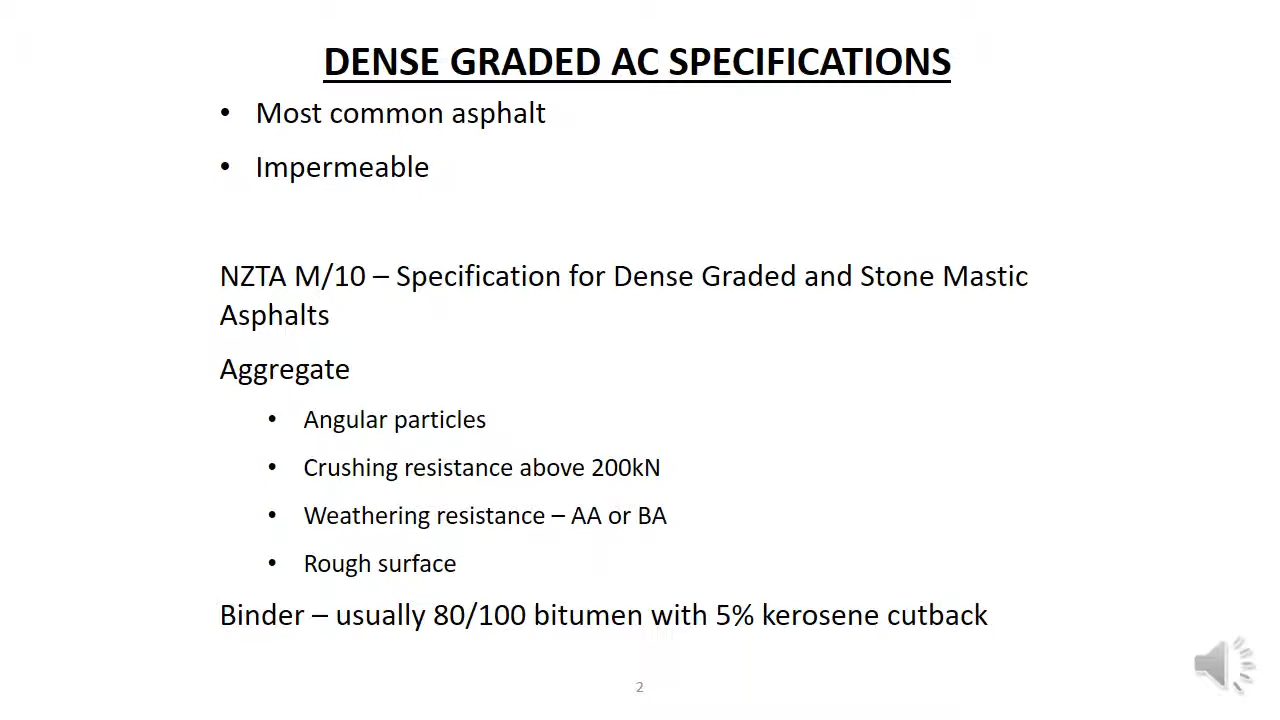 DENSE GRADED AC SPECIFICATIONS
• Most common asphalt
• Impermeable
NZTA M/10 – Specification for Dense Graded and Stone Mastic
Asphalts
Aggregate
• Angular particles
• Crushing resistance above 200kN
• Weathering resistance – AA or BA
• Rough surface
Binder – usually 80/100 bitumen with 5% kerosene cutback
2